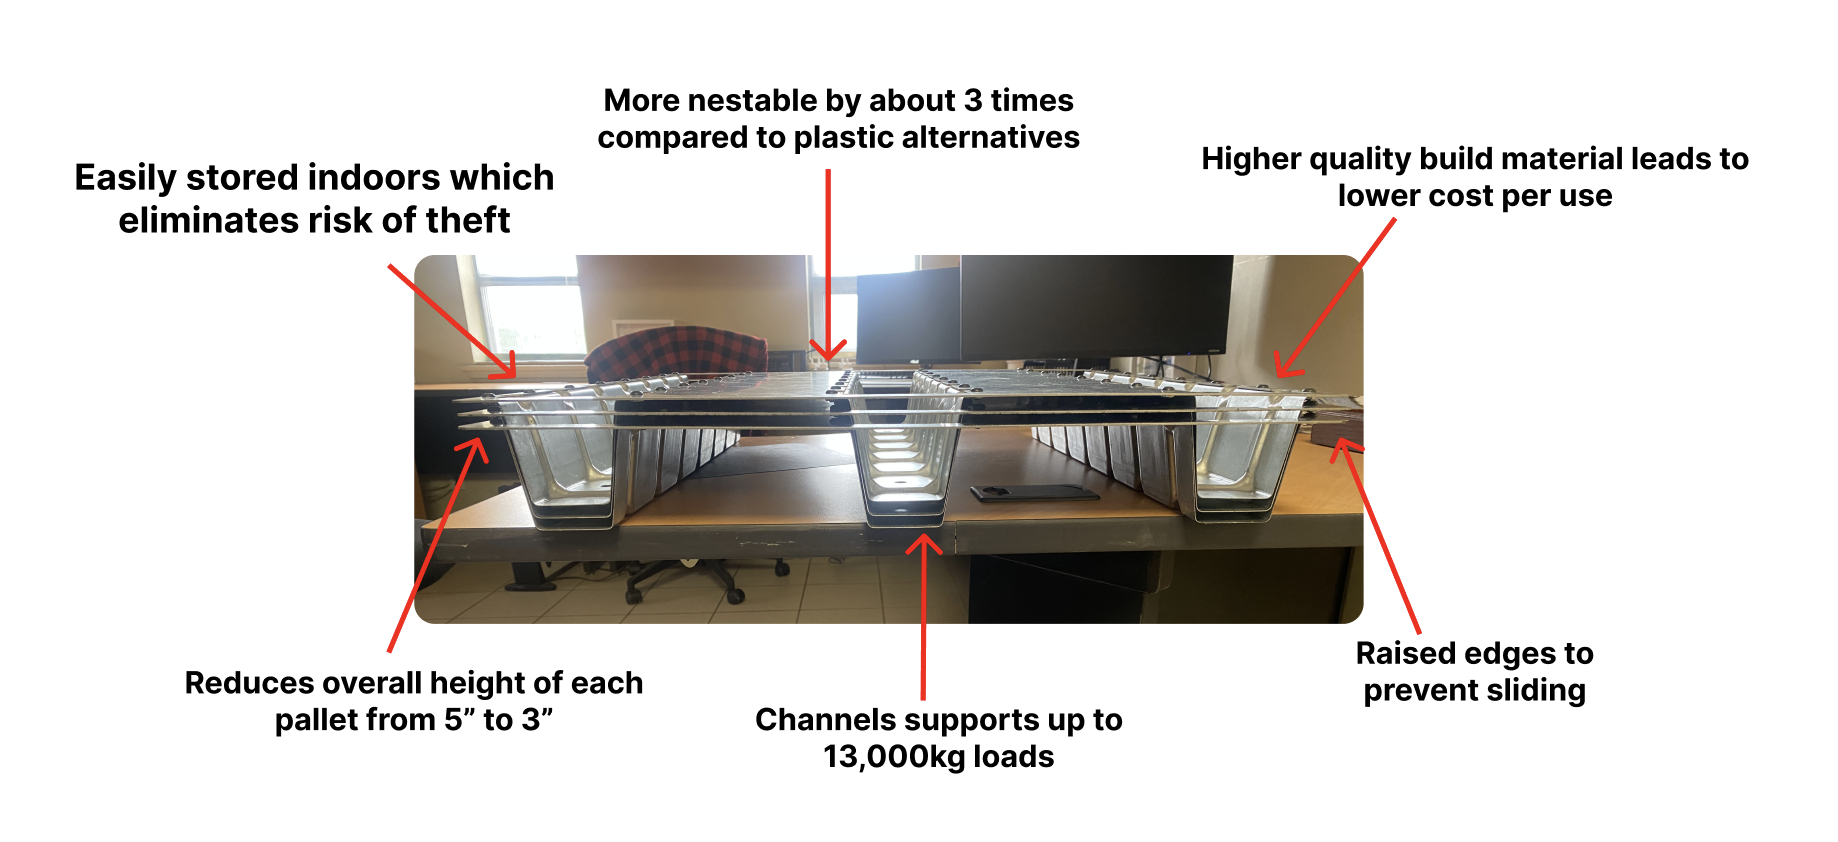 More nestable by about 3 times
compared to plastic alternatives
Easily stored indoors which
eliminates risk of theft
Higher quality build material leads to
lower cost per use
Reduces overall height of each
pallet from 5” to 3”
Channels supports up to
13,000kg loads
Raised edges to
prevent sliding